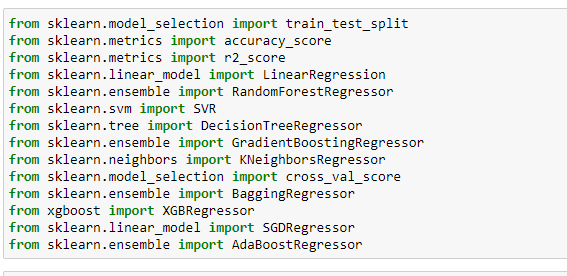 from sklearn.model_selection import train_test_split
from sklearn.metrics import accuracy_score
from sklearn.metrics import r2_score
from sklearn.linear_model import LinearRegression
from sklearn.ensemble import RandomForestRegressor
from sklearn.svm import SVR
from sklearn.tree import DecisionTreeRegressor
from sklearn.ensemble import GradientBoostingRegressor
from sklearn.neighbors import KNeighborsRegressor
from sklearn.model_selection import cross_val_score
from sklearn.ensemble import BaggingRegressor
from xgboost import XGBRegressor
from sklearn.linear_model import SGDRegressor
from sklearn.ensemble import AdaBoostRegressor